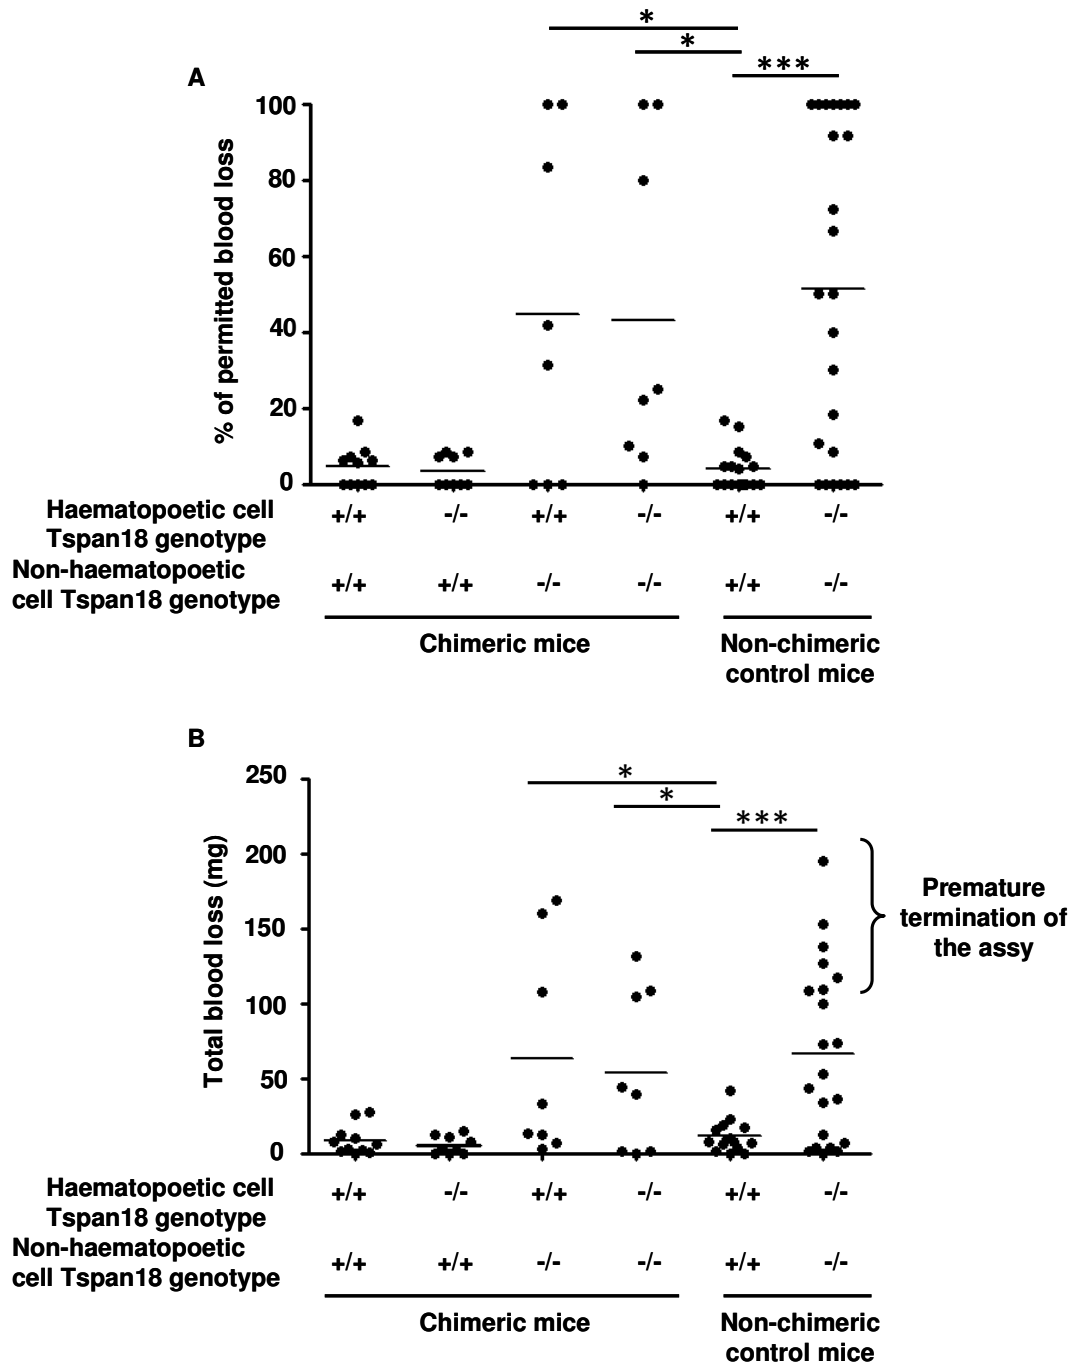 *
*
***
A
100
80
60
40
20
0
% of permitted blood loss
Haematopoetic cell
Tspan18 genotype
+/+ -/- +/+ -/- +/+ -/-
Non-haematopoetic
cell Tspan18 genotype
+/+ +/+ -/- -/- +/+ -/-
Chimeric mice
Non-chimeric
control mice
B
250
200
150
100
50
0
Total blood loss (mg)
*
*
***
Premature
termination of
the assy
Haematopoetic cell
Tspan18 genotype
+/+ -/- +/+ -/- +/+ -/-
Non-haematopoetic
cell Tspan18 genotype
+/+ +/+ -/- -/- +/+ -/-
Chimeric mice
Non-chimeric
control mice